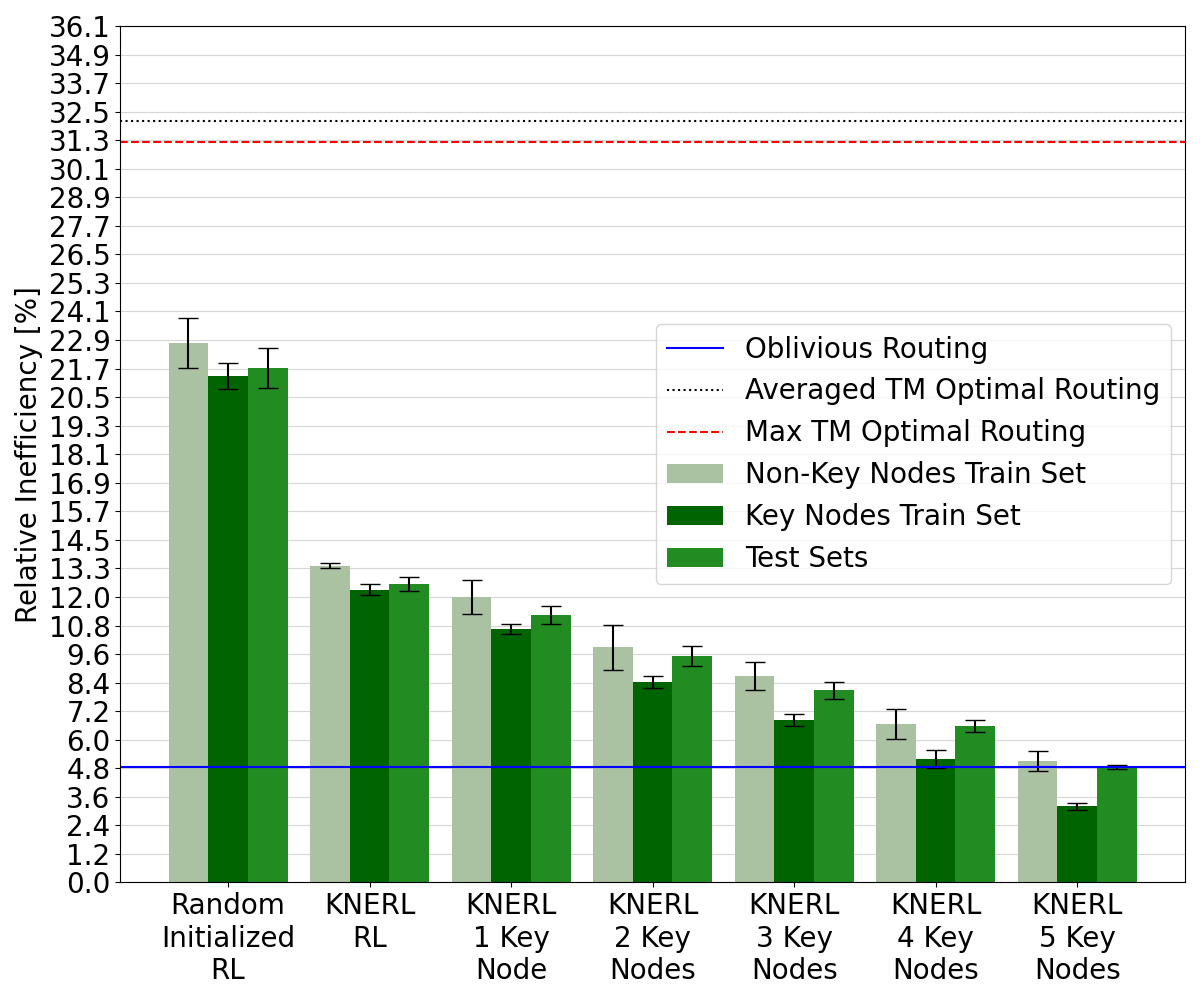 36.1
34.9
33.7
32.5
31.3
30.1
28.9
27.7
26.5
25.3
24.1
22.9
21.7
20.5
19.3
18.1
16.9
15.7
14.5
13.3
12.0
10.8
9.6
8.4
7.2
6.0
4.8
3.6
2.4
1.2
0.0
Relative Inefficiency [%]
Oblivious Routing
Averaged TM Optimal Routing
Max TM Optimal Routing
Non-Key Nodes Train Set
Key Nodes Train Set
Test Sets
Random
Initialized
RL
KNERL
RL
KNERL
1 Key
Node
KNERL
2 Key
Nodes
KNERL
3 Key
Nodes
KNERL
4 Key
Nodes
KNERL
5 Key
Nodes